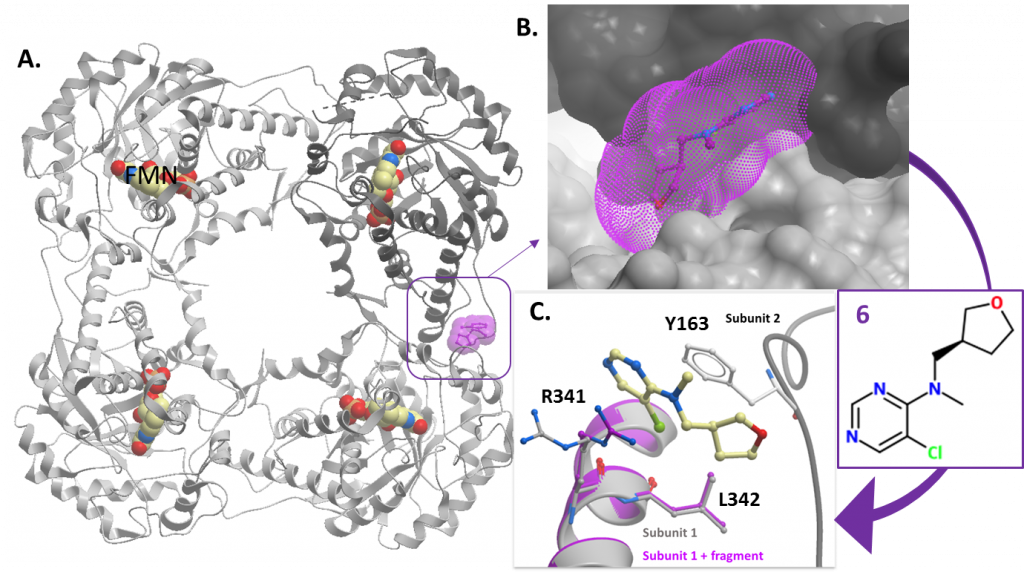 A.
FMN
B.
C.
Y163
Subunit 2
R341
L342
Subunit 1
Subunit 1 + fragment
6
O
N
N
N
Cl